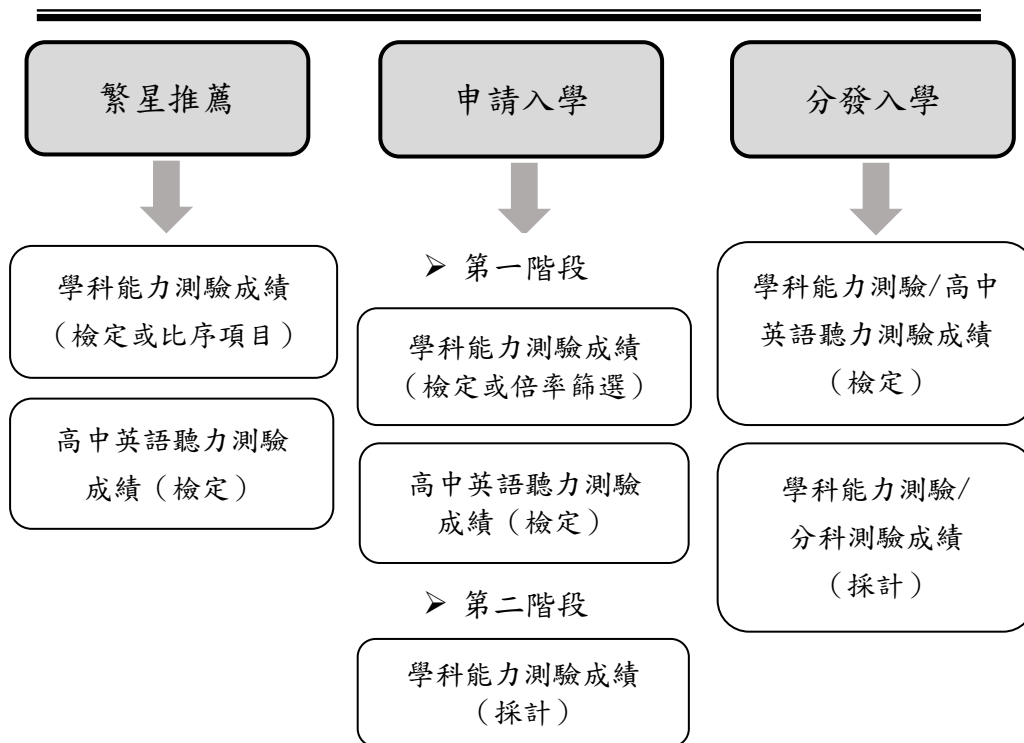 繁星推薦
學科能力測驗成績
（檢定或比序項目）
高中英語聽力測驗
成績（檢定）
申請入學
➢ 第一階段
學科能力測驗成績
（檢定或倍率篩選）
高中英語聽力測驗
成績（檢定）
➢ 第二階段
學科能力測驗成績
（採計）
分發入學
學科能力測驗/高中
英語聽力測驗成績
（檢定）
學科能力測驗/
分科測驗成績
（採計）